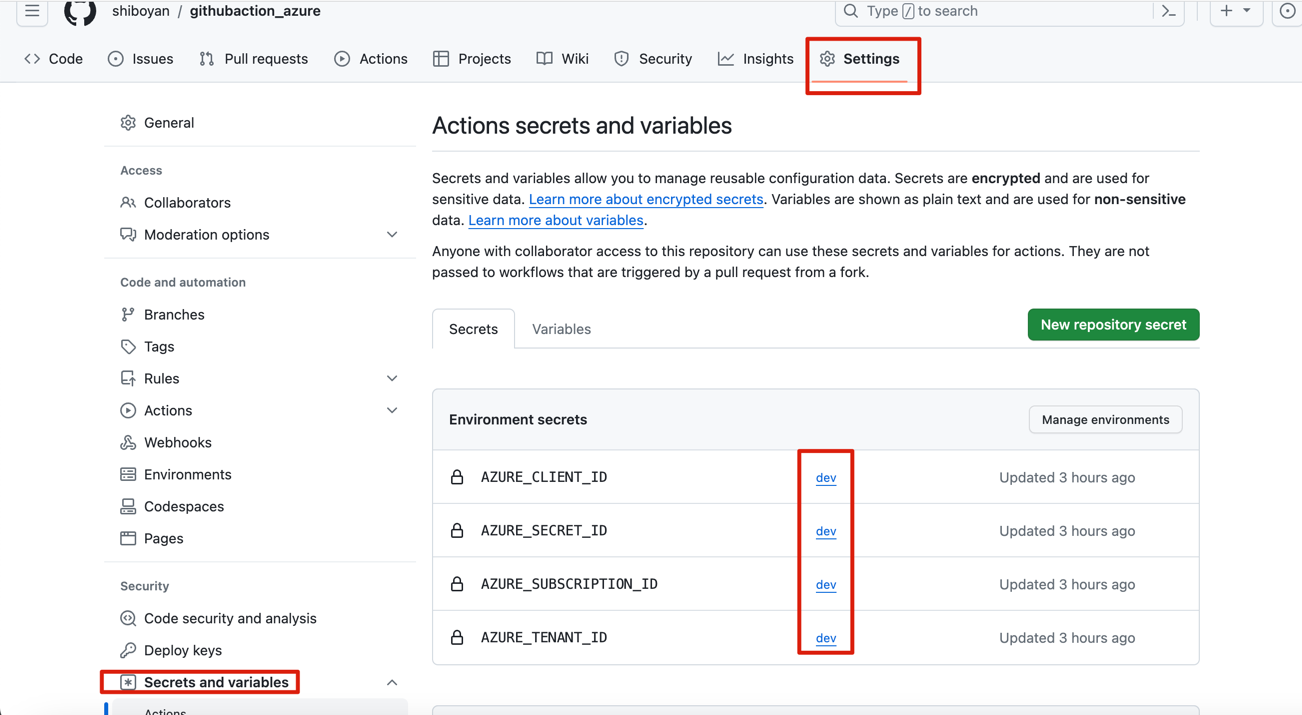 shiboyan / githubaction_azure
Type / to search
Code
Issues
Pull requests
Actions
Projects
Wiki
Security
Insights
Settings
General
Access
Collaborators
Moderation options
Code and automation
Branches
Tags
Rules
Actions
Webhooks
Environments
Codespaces
Pages
Security
Code security and analysis
Deploy keys
Secrets and variables
Actions
Actions secrets and variables
Secrets and variables allow you to manage reusable configuration data. Secrets are encrypted and are used for
sensitive data. Learn more about encrypted secrets. Variables are shown as plain text and are used for non-sensitive
data. Learn more about variables.
Anyone with collaborator access to this repository can use these secrets and variables for actions. They are not
passed to workflows that are triggered by a pull request from a fork.
Secrets
Variables
New repository secret
Environment secrets
Manage environments
AZURE_CLIENT_ID dev Updated 3 hours ago
AZURE_SECRET_ID dev Updated 3 hours ago
AZURE_SUBSCRIPTION_ID dev Updated 3 hours ago
AZURE_TENANT_ID dev Updated 3 hours ago